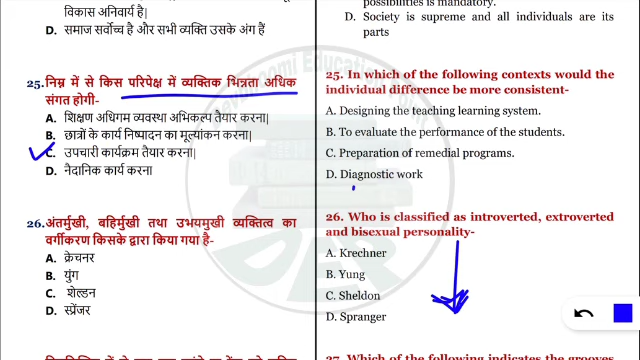 विकास अनिवार्य है|
D. समाज सर्वोच्च है और सभी व्यक्ति उसके अंग हैं
25.निम्न में से किस परिपेक्ष में व्यक्तिक भिन्नता अधिक
संगत होगी-
A. शिक्षण अधिगम व्यवस्था अभिकल्प तैयार करना|
B. छात्रों के कार्य निष्पादन का मूल्यांकन करना|
C. उपचारी कार्यक्रम तैयार करना|
D. नैदानिक कार्य करना
26.अंतर्मुखी, बहिर्मुखी तथा उभयमुखी व्यक्तित्व का
वर्गीकरण किसके द्वारा किया गया है-
A. क्रेचनर
B. युंग
C. शेल्डन
D. स्प्रेंजर
possibilities is mandatory.
D. Society is supreme and all individuals are its
parts
25. In which of the following contexts would the
individual difference be more consistent-
A. Designing the teaching learning system.
B. To evaluate the performance of the students.
C. Preparation of remedial programs.
D. Diagnostic work
26. Who is classified as introverted, extroverted
and bisexual personality-
A. Krechner
B. Yung
C. Sheldon
D. Spranger
27. Which of the following indicates the grooves